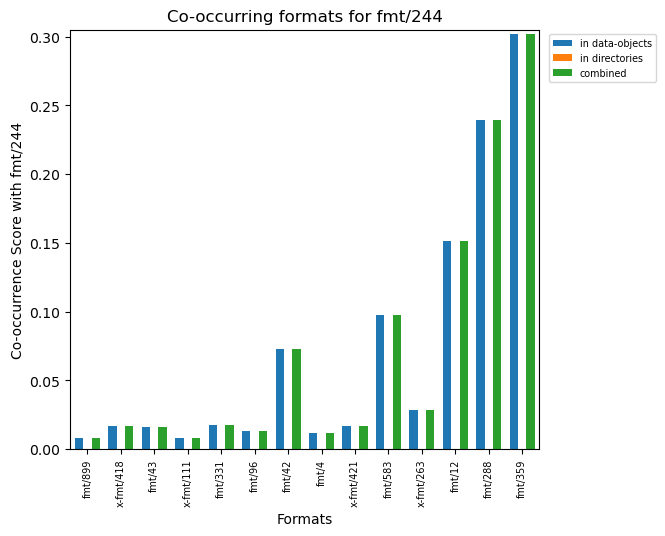 Co-occurring formats for fmt/244
in data-objects
in directories
combined
Co-occurrence Score with fmt/244
0.30
0.25
0.20
0.15
0.10
0.05
0.00
fmt/899
x-fmt/418
fmt/43
x-fmt/111
fmt/331
fmt/96
fmt/42
fmt/4
x-fmt/421
fmt/583
x-fmt/263
fmt/12
fmt/288
fmt/359
Formats